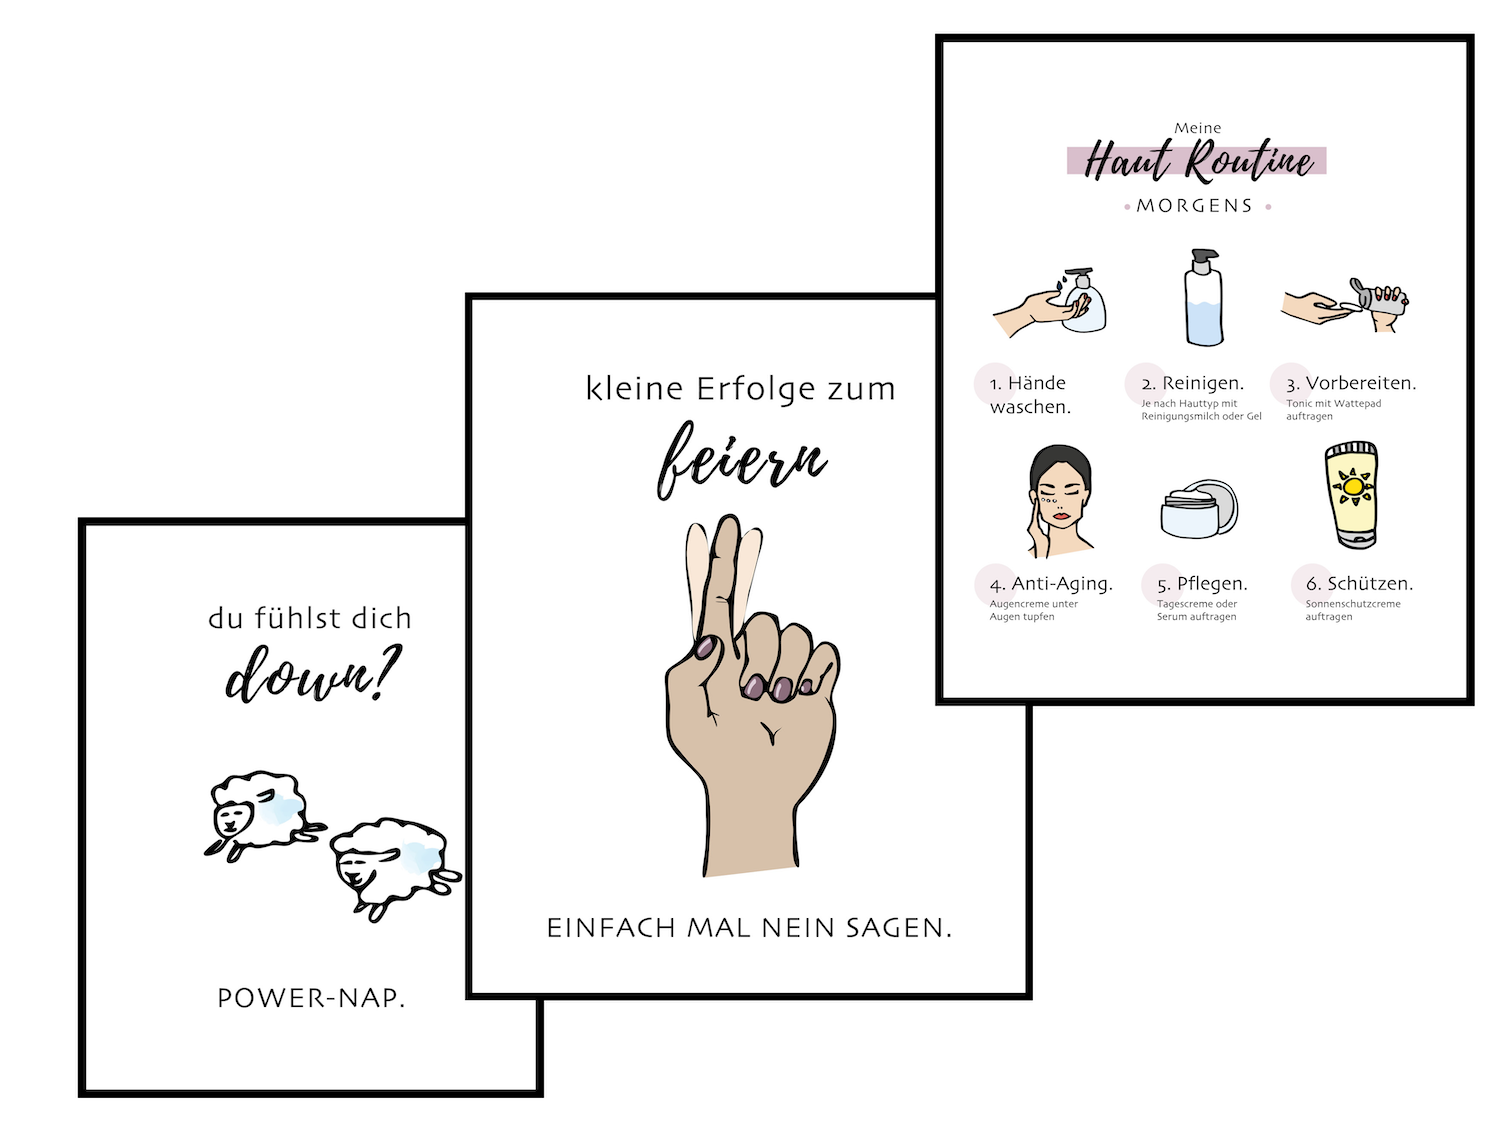 du fühlst dich
down?
POWER-NAP.
kleine Erfolge zum
feiern
EINFACH MAL NEIN SAGEN.
Meine
Haut Routine
MORGENS
1. Hände
waschen.
2. Reinigen.
Je nach Hauttyp mit
Reinigungsmilch oder Gel
3. Vorbereiten.
Tonic mit Wattepad
auftragen
4. Anti-Aging.
Augencreme unter
Augen tupfen
5. Pflegen.
Tagescreme oder
Serum auftragen
6. Schützen.
Sonnenschutzcreme
auftragen